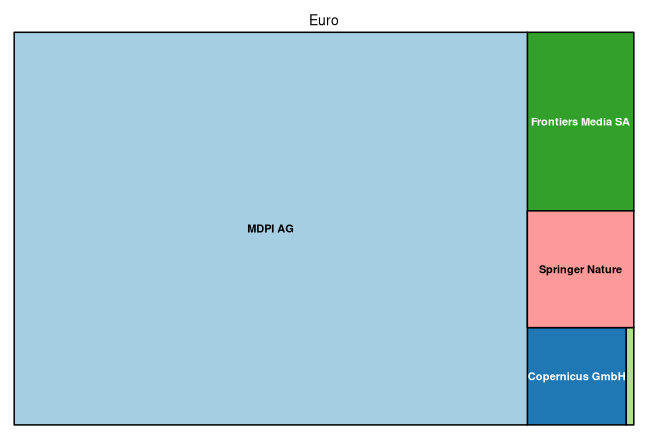 Euro
MDPI AG
Frontiers Media SA
Springer Nature
Copernicus GmbH